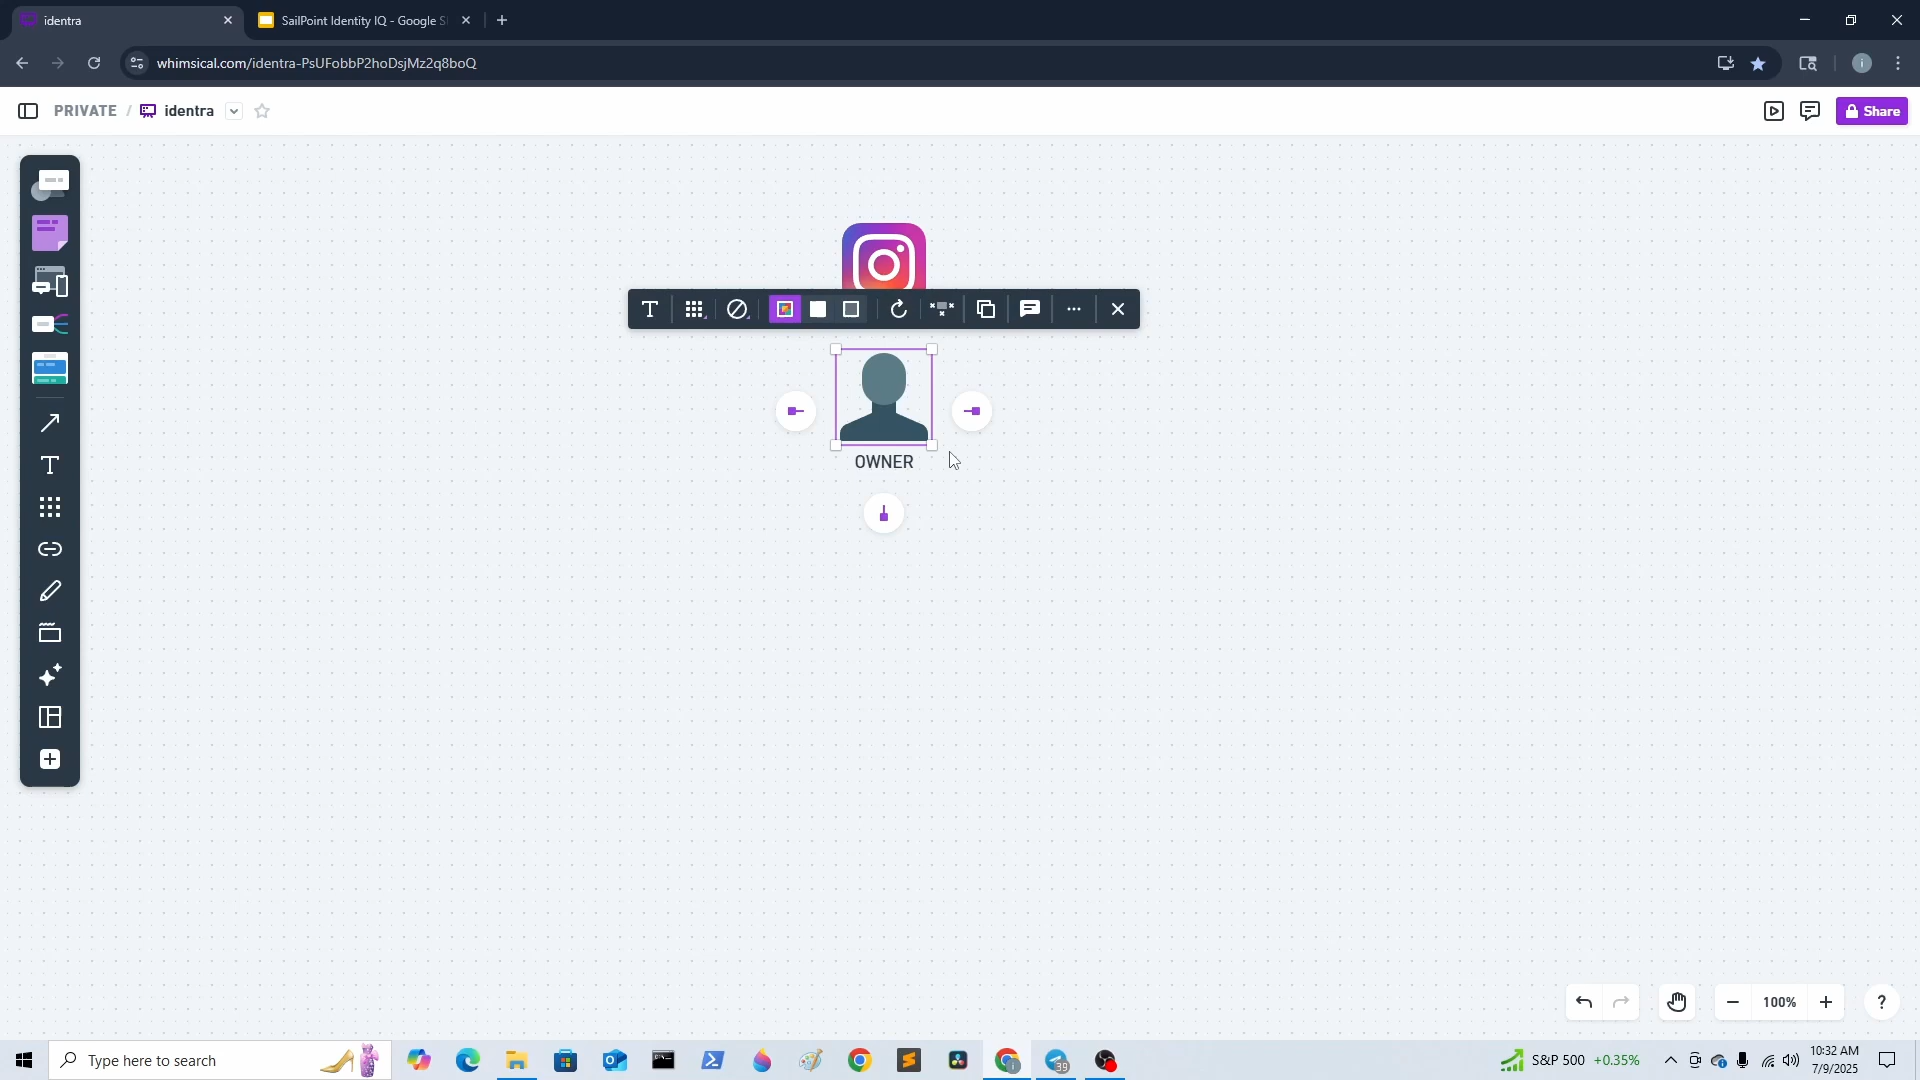 identra
SailPoint Identity IQ - Google S
whimsical.com/identra-PsUFobbP2hoDsjMz2q8boQ
i
PRIVATE / identra
Share
T
OWNER
T
100%
?
Type here to search
39
S&P 500 +0.35%
10:32 AM
7/9/2025